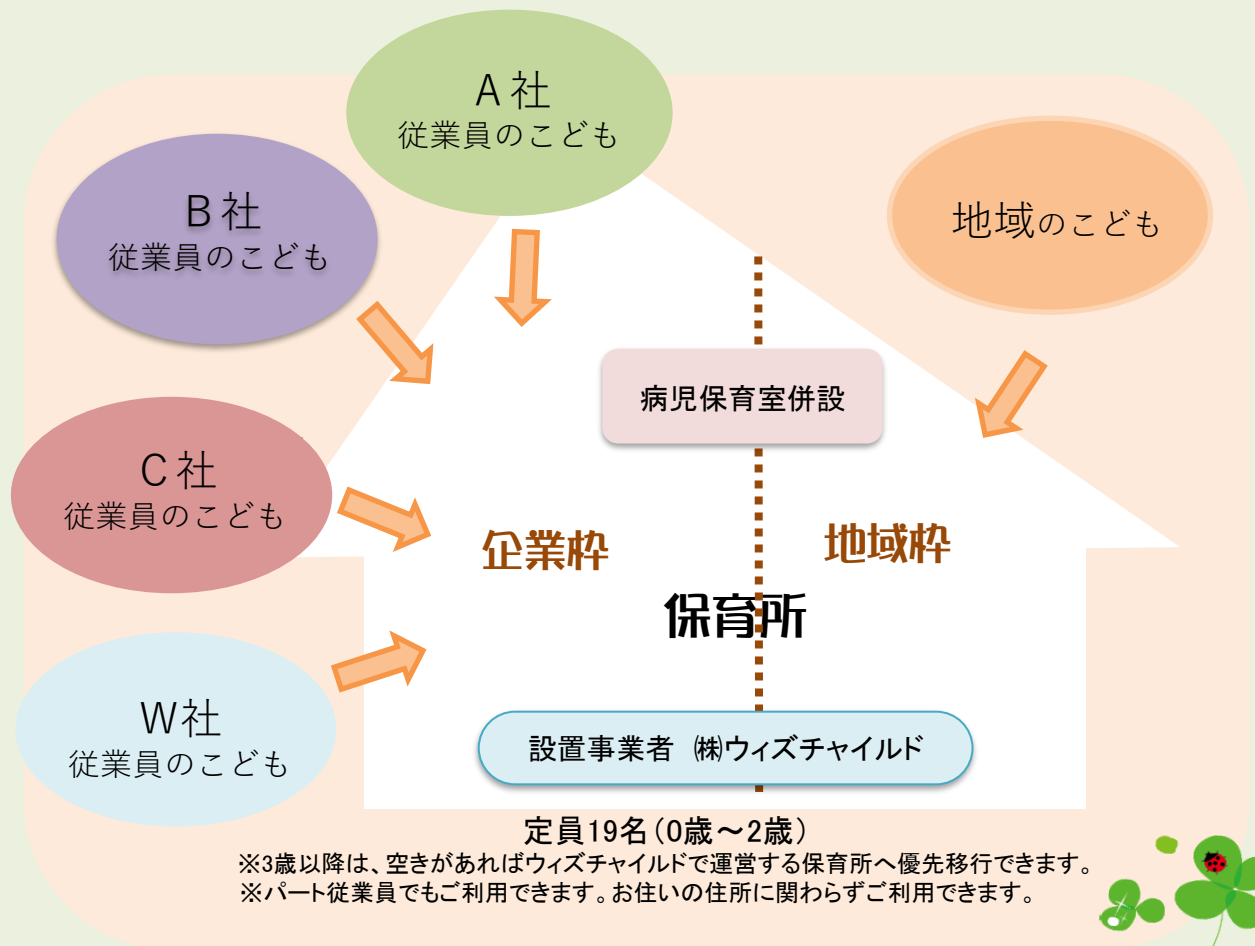 A社
従業員のこども
B社
従業員のこども
地域のこども
病児保育室併設
C社
従業員のこども
企業枠
地域枠
保育所
W社
従業員のこども
設置事業者 ㈱ウィズチャイルド
定員19名(0歳～2歳)
※3歳以降は、空きがあればウィズチャイルドで運営する保育所へ優先移行できます。
※パート従業員でもご利用できます。お住いの住所に関わらずご利用できます。